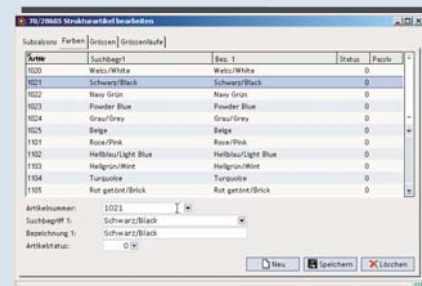 70/28605 Strukturartikel bearbeiten
Subsaisons Farben Grössen Grössenläufe
ArtNr Suchbegr1 Bez. 1 Status Passiv
1020 Weiss/White Weiss/White 0
1021 Schwarz/Black Schwarz/Black 0
1022 Navy Grün Navy Grün 0
1023 Powder Blue Powder Blue 0
1024 Grau/Grey Grau/Grey 0
1025 Beige Beige 0
1101 Rose/Pink Rose/Pink 0
1102 Hellblau/Light Blue Hellblau/Light Blue 0
1103 Hellgrün/Mint Hellgrün/Mint 0
1104 Turquoise Turquoise 0
1105 Rot getönt/Brick Rot getönt/Brick 0
Artikelnummer: 1021
Suchbegriff 1: Schwarz/Black
Bezeichnung 1: Schwarz/Black
Artikelstatus: 0
Neu Speichern Löschen